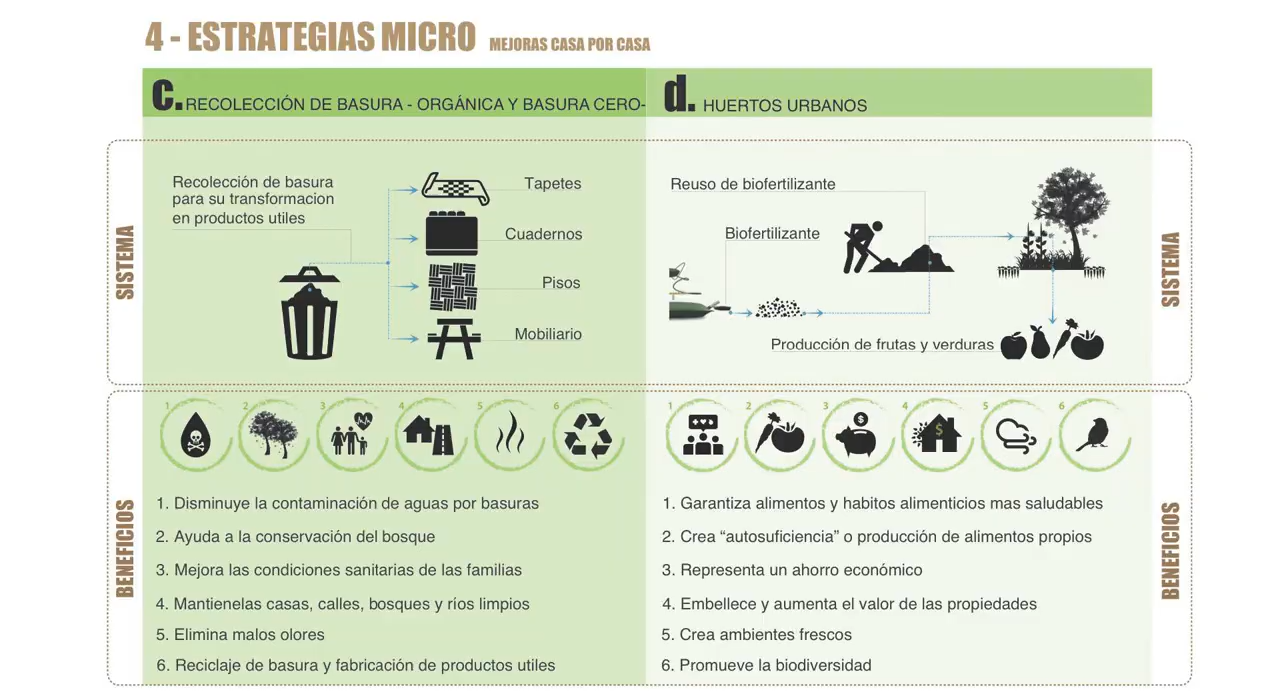 4 - ESTRATEGIAS MICRO MEJORAS CASA POR CASA
c. RECOLECCIÓN DE BASURA - ORGÁNICA Y BASURA CERO-
SISTEMA
Recolección de basura
para su transformacion
en productos utiles
Tapetes
Cuadernos
Pisos
Mobiliario
BENEFICIOS
1 2 3 4 5 6
1. Disminuye la contaminación de aguas por basuras
2. Ayuda a la conservación del bosque
3. Mejora las condiciones sanitarias de las familias
4. Mantienelas casas, calles, bosques y ríos limpios
5. Elimina malos olores
6. Reciclaje de basura y fabricación de productos utiles
d. HUERTOS URBANOS
Reuso de biofertilizante
Biofertilizante
Producción de frutas y verduras
SISTEMA
1 2 3 4 5 6
$
$
1. Garantiza alimentos y habitos alimenticios mas saludables
2. Crea “autosuficiencia” o producción de alimentos propios
3. Representa un ahorro económico
4. Embellece y aumenta el valor de las propiedades
5. Crea ambientes frescos
6. Promueve la biodiversidad
BENEFICIOS